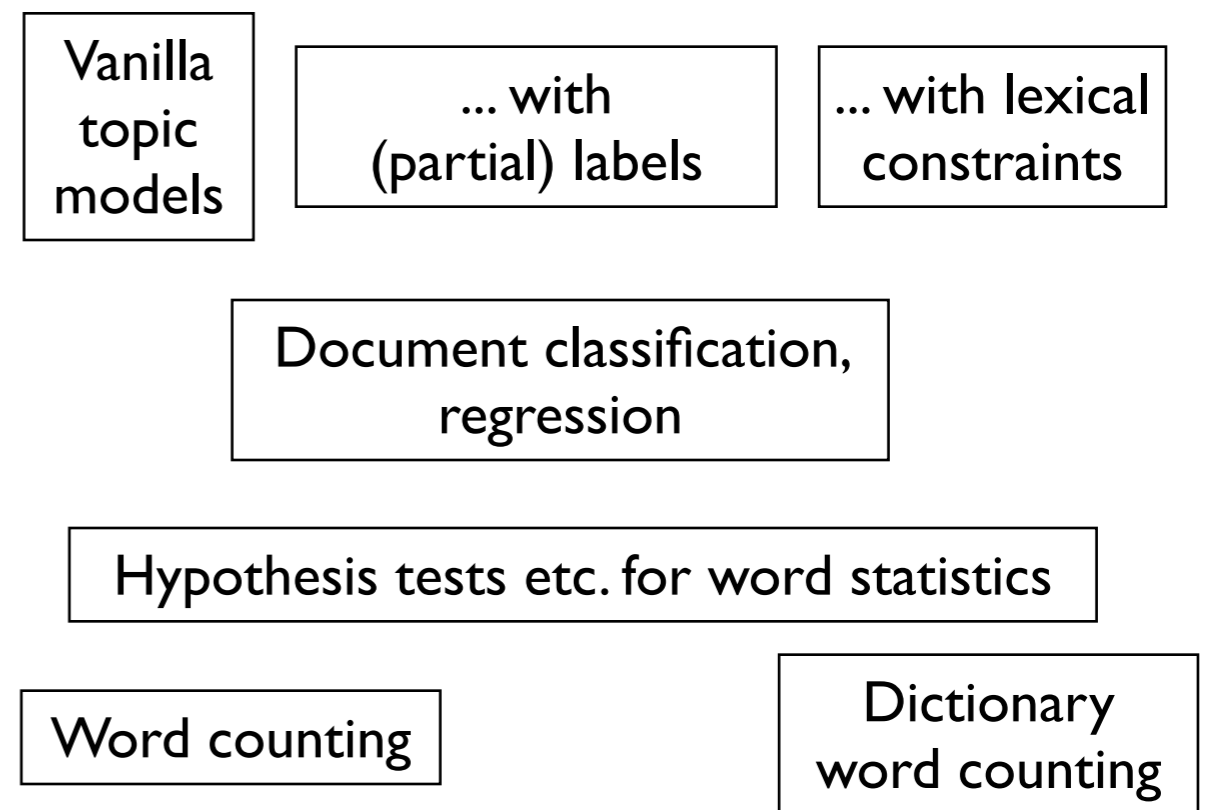 Vanilla
topic
models
... with
(partial) labels
... with lexical
constraints
Document classification,
regression
Hypothesis tests etc. for word statistics
Word counting
Dictionary
word counting